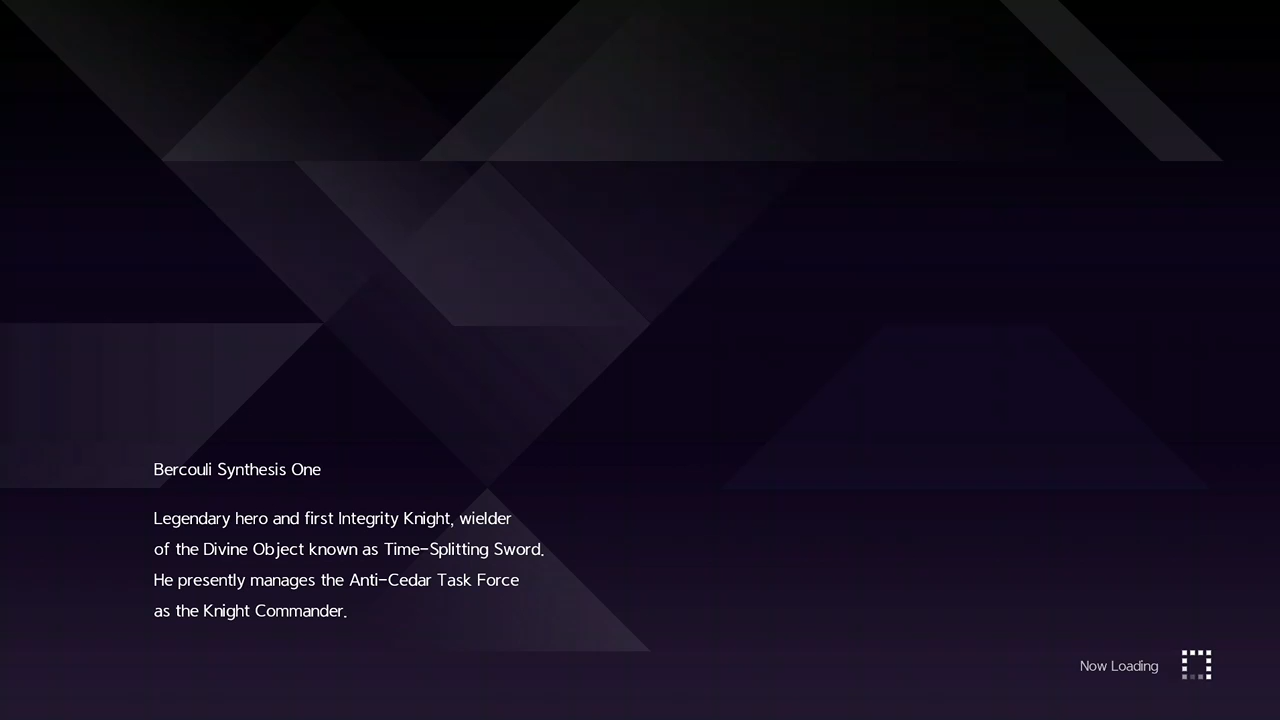 Bercouli Synthesis One
Legendary hero and first Integrity Knight, wielder
of the Divine Object known as Time-Splitting Sword.
He presently manages the Anti-Cedar Task Force
as the Knight Commander.
Now Loading